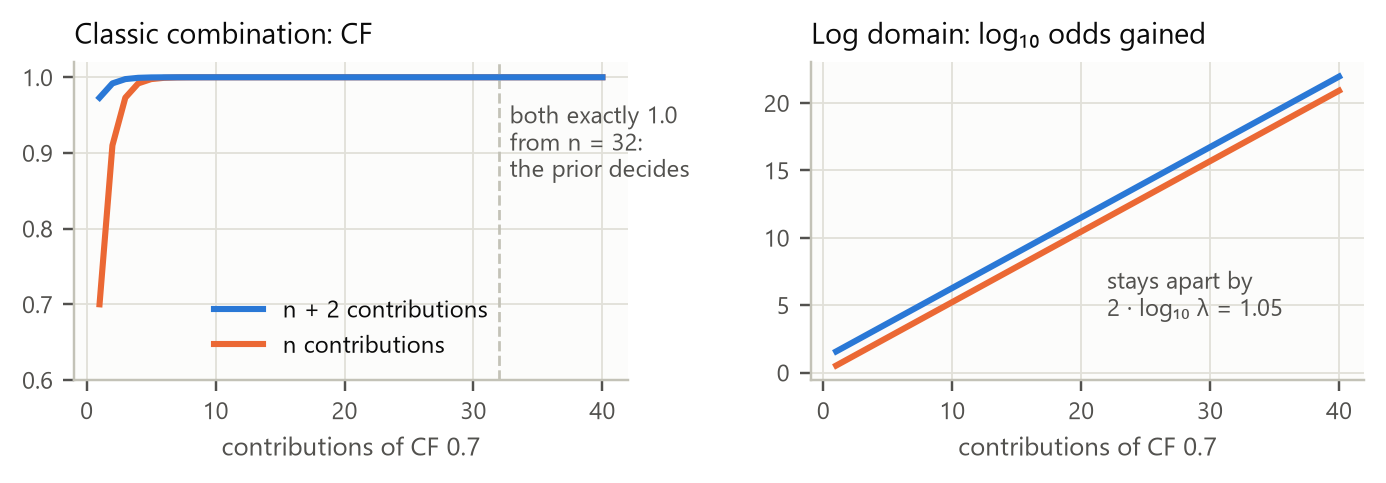 Classic combination: CF
1.0
0.9
0.8
0.7
0.6
both exactly 1.0
from n = 32:
the prior decides
n + 2 contributions
n contributions
0 10 20 30 40
contributions of CF 0.7
Log domain: log₁₀ odds gained
20
15
10
5
0
stays apart by
2 · log₁₀ λ = 1.05
0 10 20 30 40
contributions of CF 0.7